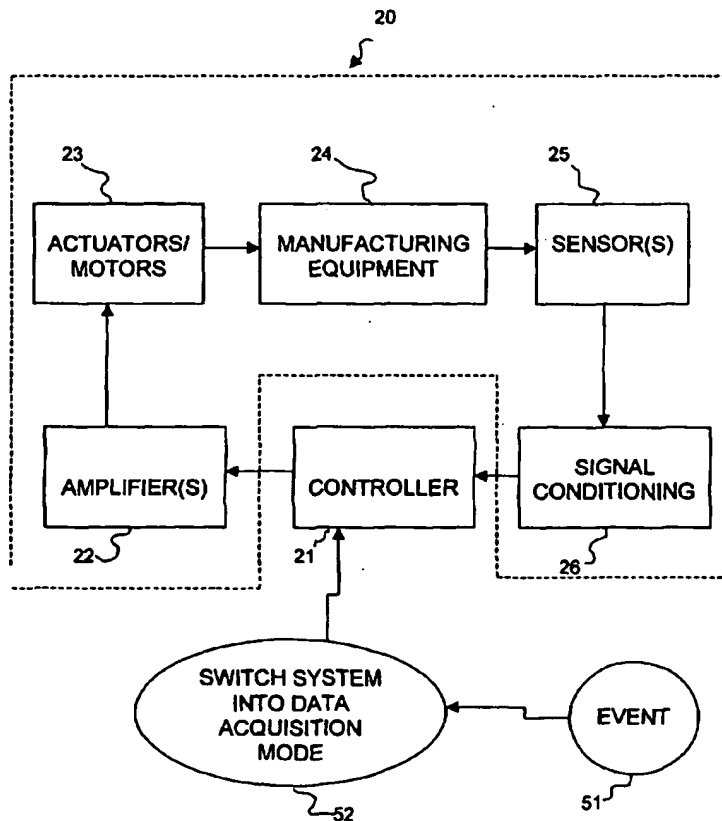 20
23
24
25
ACTUATORS/
MOTORS
MANUFACTURING
EQUIPMENT
SENSOR(S)
AMPLIFIER(S)
CONTROLLER
SIGNAL
CONDITIONING
22
21
26
SWITCH SYSTEM
INTO DATA
ACQUISITION
MODE
EVENT
52
51